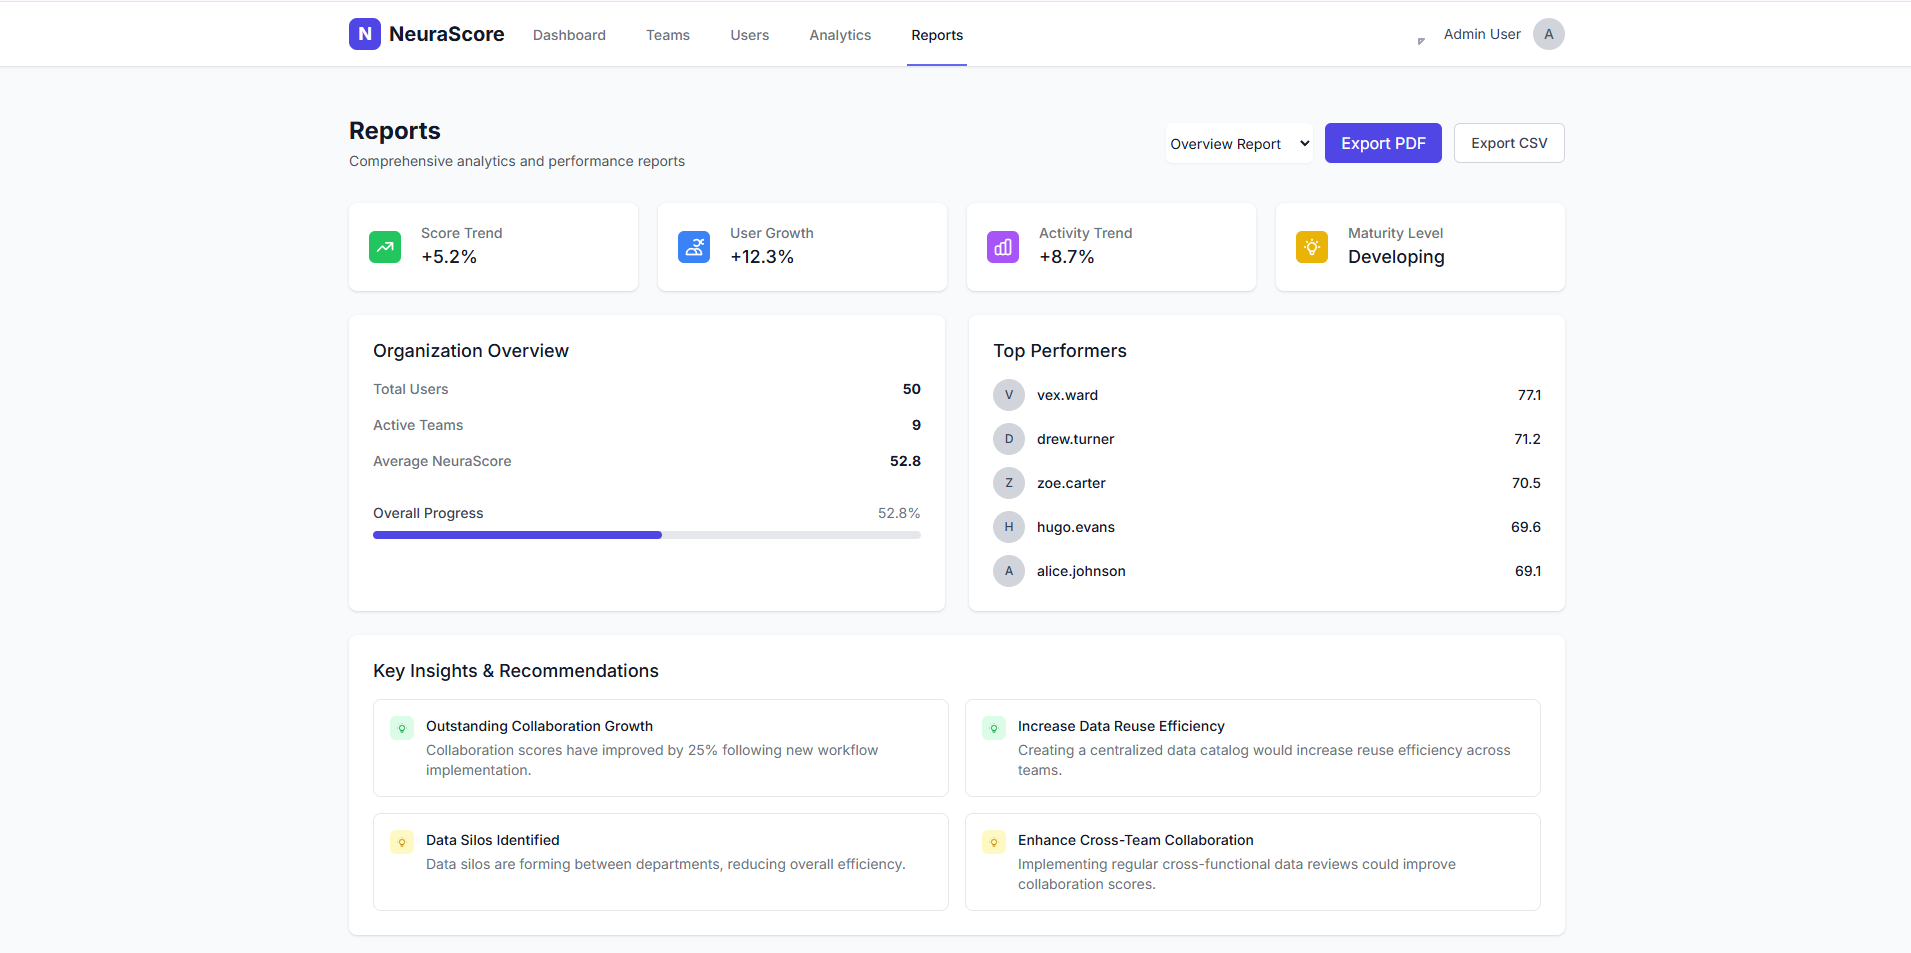 N NeuraScore Dashboard Teams Users Analytics Reports Admin User A
Reports
Comprehensive analytics and performance reports
Overview Report Export PDF Export CSV
Score Trend
+5.2%
User Growth
+12.3%
Activity Trend
+8.7%
Maturity Level
Developing
Organization Overview
Total Users 50
Active Teams 9
Average NeuraScore 52.8
Overall Progress 52.8%
Top Performers
V vex.ward 77.1
D drew.turner 71.2
Z zoe.carter 70.5
H hugo.evans 69.6
A alice.johnson 69.1
Key Insights & Recommendations
Outstanding Collaboration Growth
Collaboration scores have improved by 25% following new workflow
implementation.
Increase Data Reuse Efficiency
Creating a centralized data catalog would increase reuse efficiency across
teams.
Data Silos Identified
Data silos are forming between departments, reducing overall efficiency.
Enhance Cross-Team Collaboration
Implementing regular cross-functional data reviews could improve
collaboration scores.